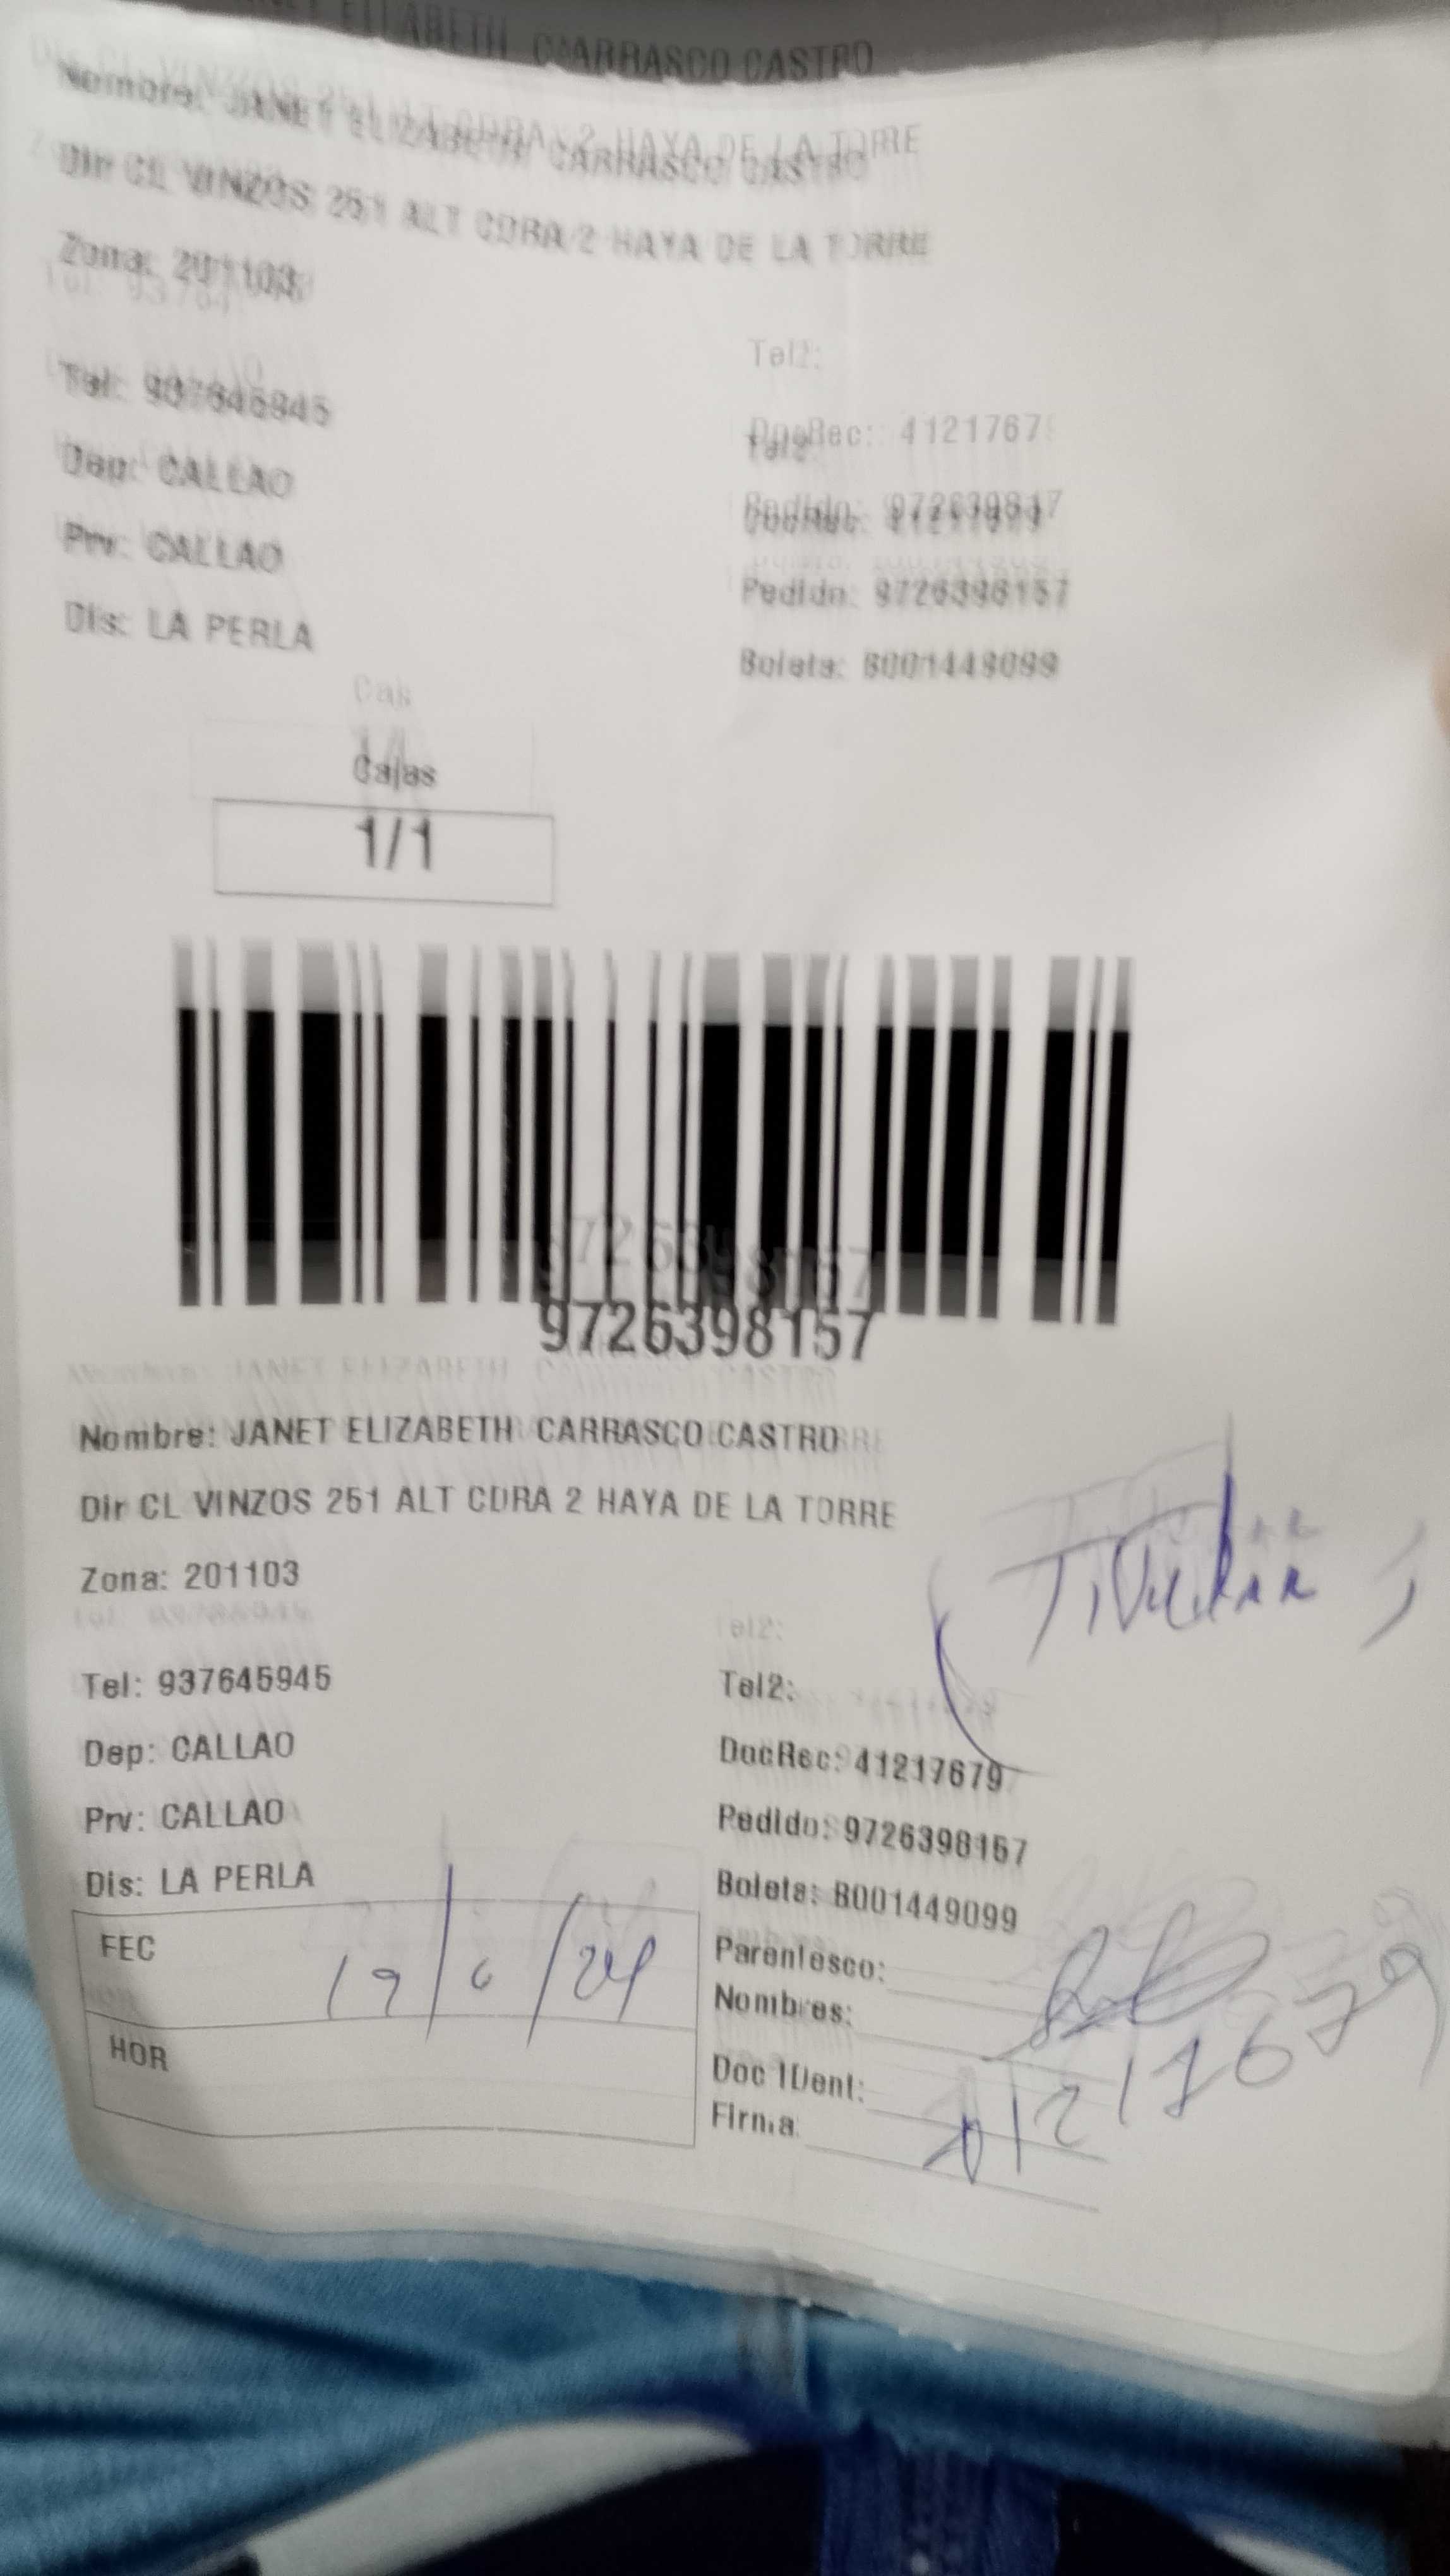 ELIZABETH CARRASCO CASTRO
Nombre: JANET ELIZABETH CARRASCO CASTRO
Dir CL VINZOS 251 ALT CDRA 2 HAYA DE LA TORRE
Zona: 201103
Tel: 937645945
Tel2:
Dep: CALLAO
DocRec: 41217679
Prv: CALLAO
Pedido: 9726398157
Dis: LA PERLA
Boleta: B001449099
Cajas
1/1
9726398157
Nombre: JANET ELIZABETH CARRASCO CASTRO
Dir CL VINZOS 251 ALT CDRA 2 HAYA DE LA TORRE
Zona: 201103
Tel: 937645945
Tel2:
Dep: CALLAO
DocRec: 41217679
Prv: CALLAO
Pedido: 9726398157
Dis: LA PERLA
Boleta: B001449099
FEC 19/6/24
Parentesco:
Nombres:
HOR
Doc IDent: 41217679
Firma